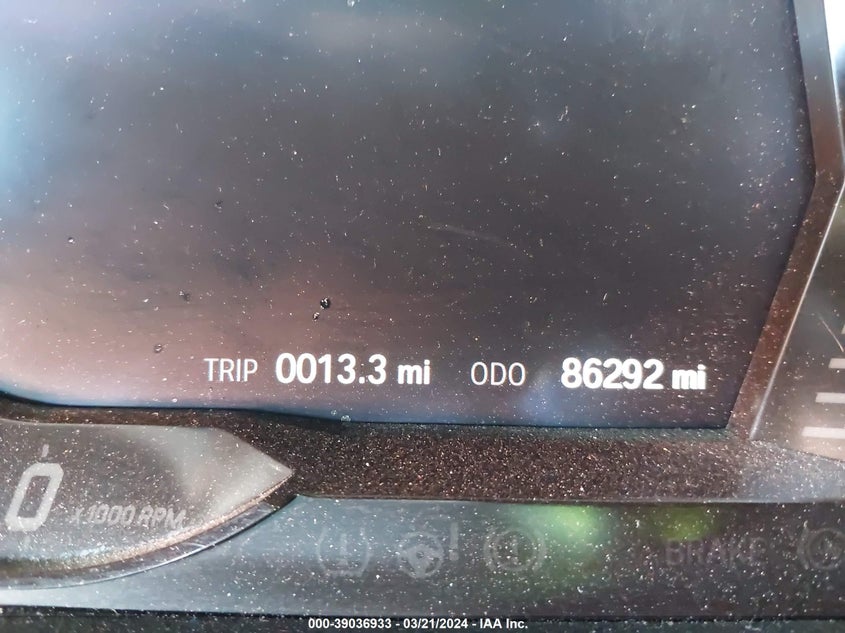 TRIP 0013.3 mi ODO 86292 mi
0
x1000 RPM
BRAKE
000-39036933 - 03/21/2024 - IAA Inc.